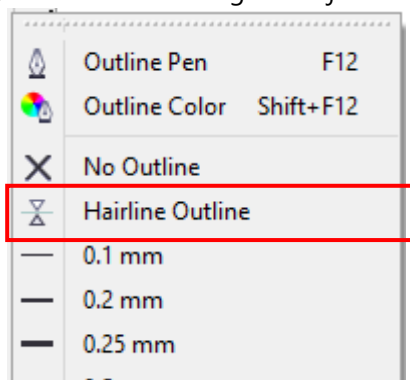 Outline Pen F12
Outline Color Shift+F12
No Outline
Hairline Outline
0.1 mm
0.2 mm
0.25 mm